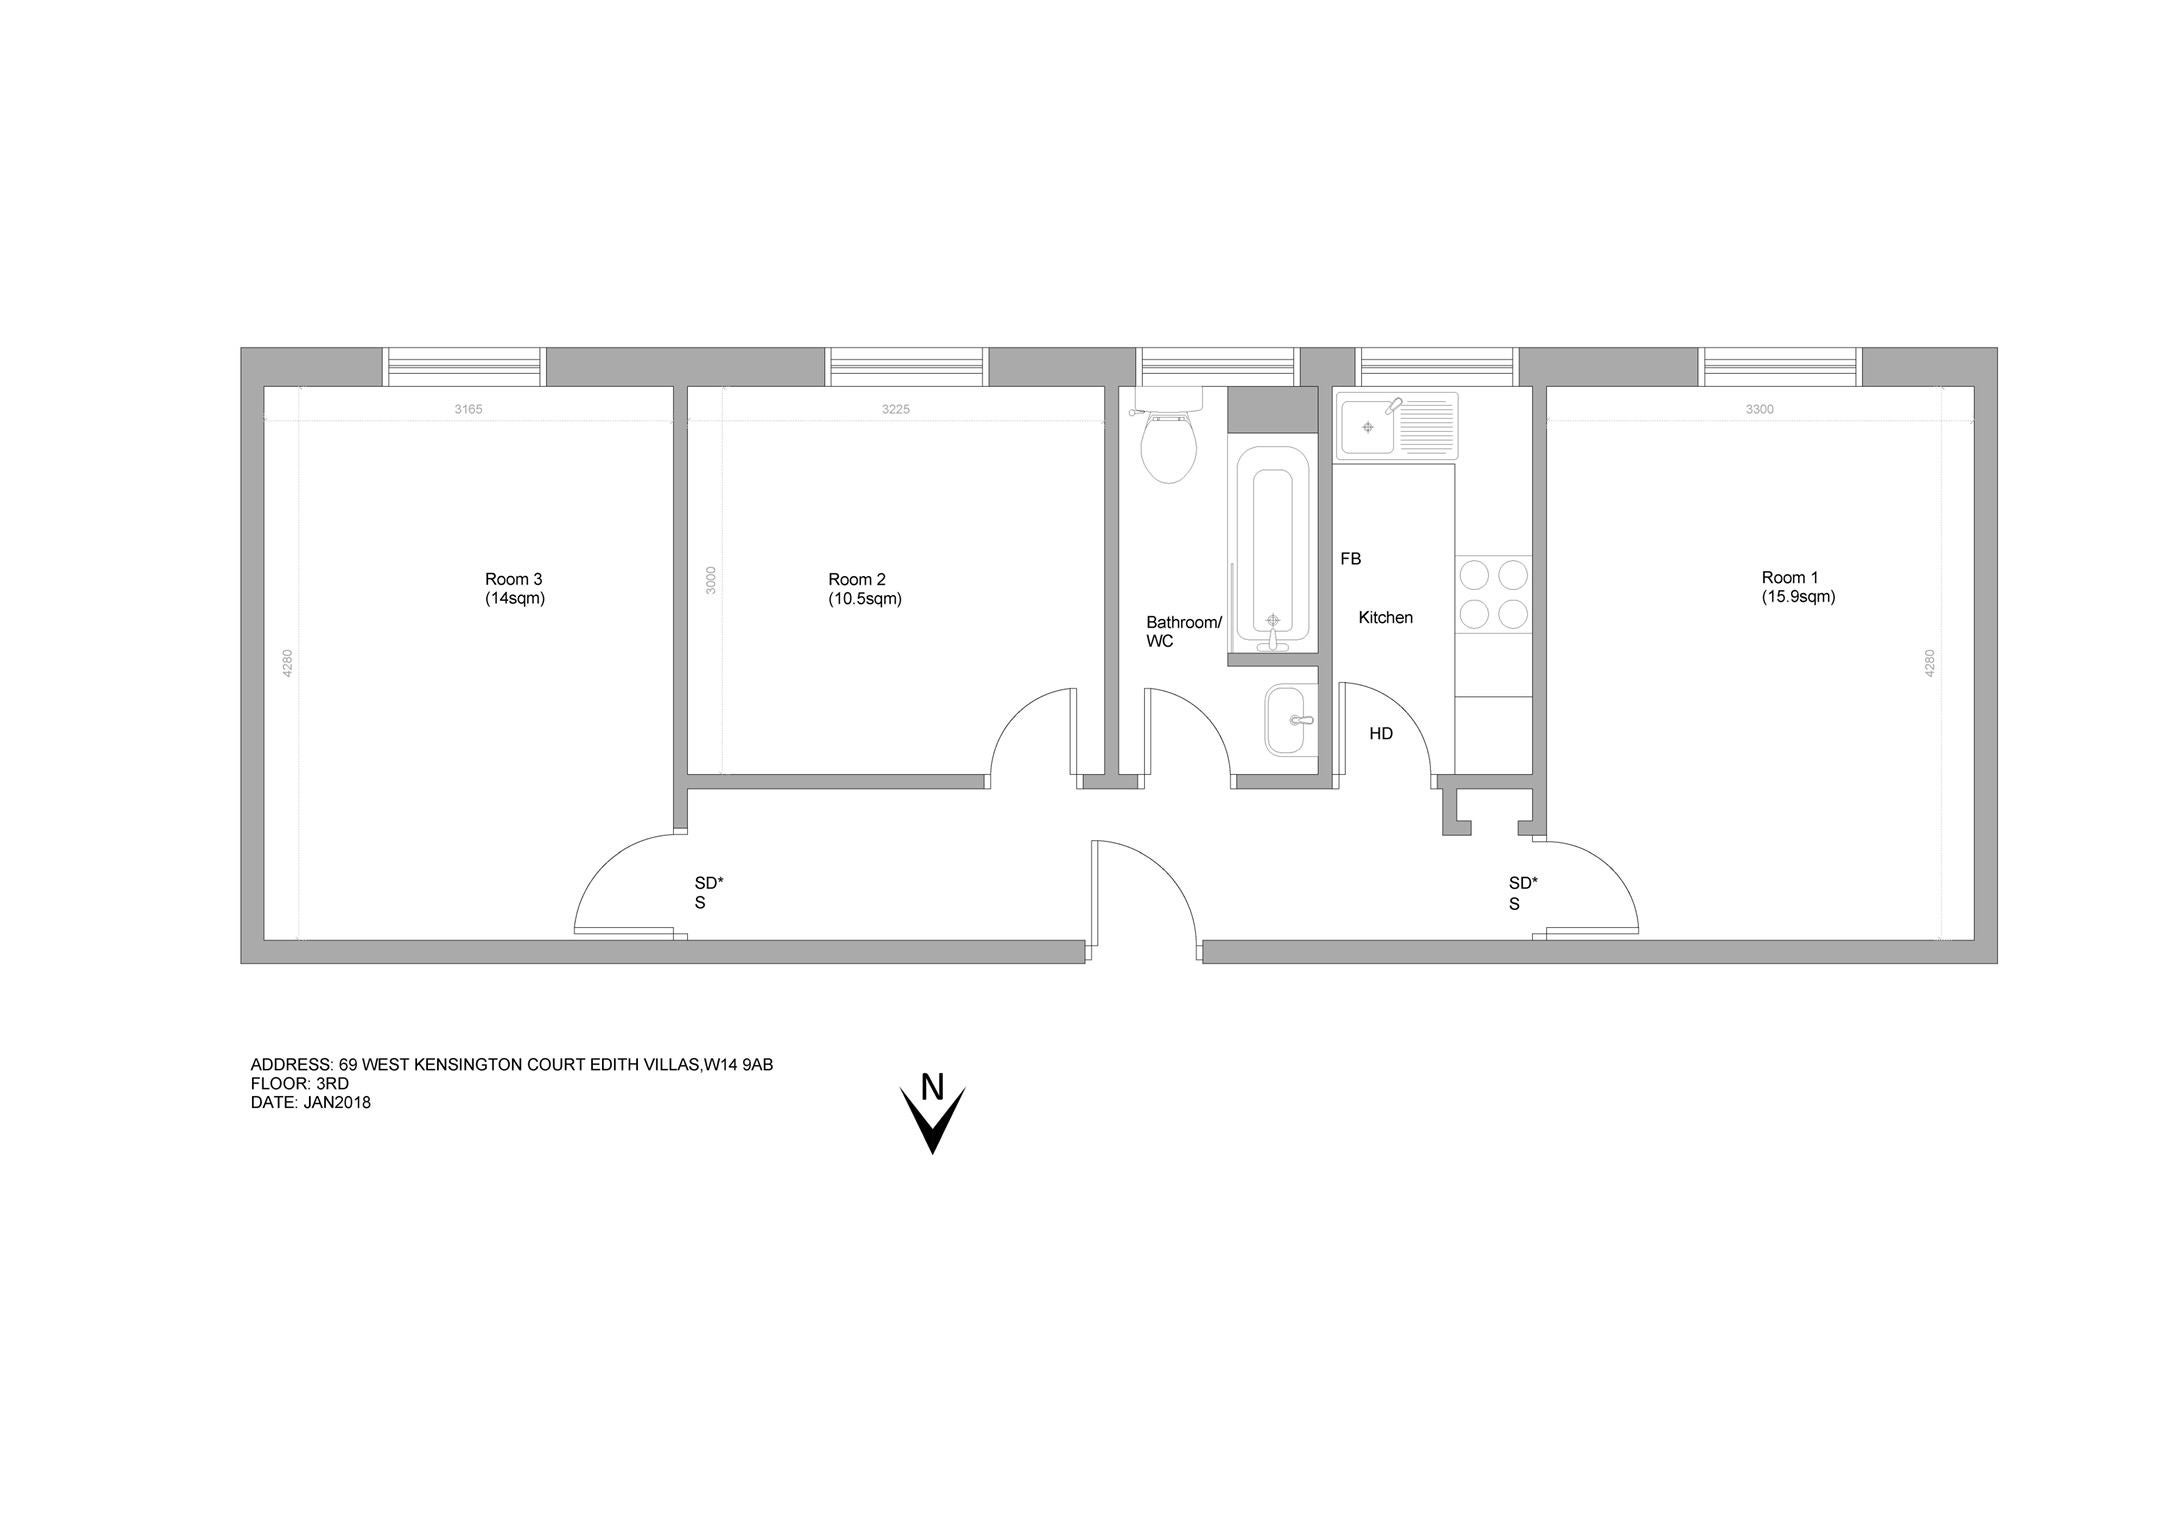 3165
3225
3300
3000
4280
4280
Room 3
(14sqm)
Room 2
(10.5sqm)
Bathroom/
WC
FB
Kitchen
HD
Room 1
(15.9sqm)
SD*
S
SD*
S
ADDRESS: 69 WEST KENSINGTON COURT EDITH VILLAS,W14 9AB
FLOOR: 3RD
DATE: JAN2018
N